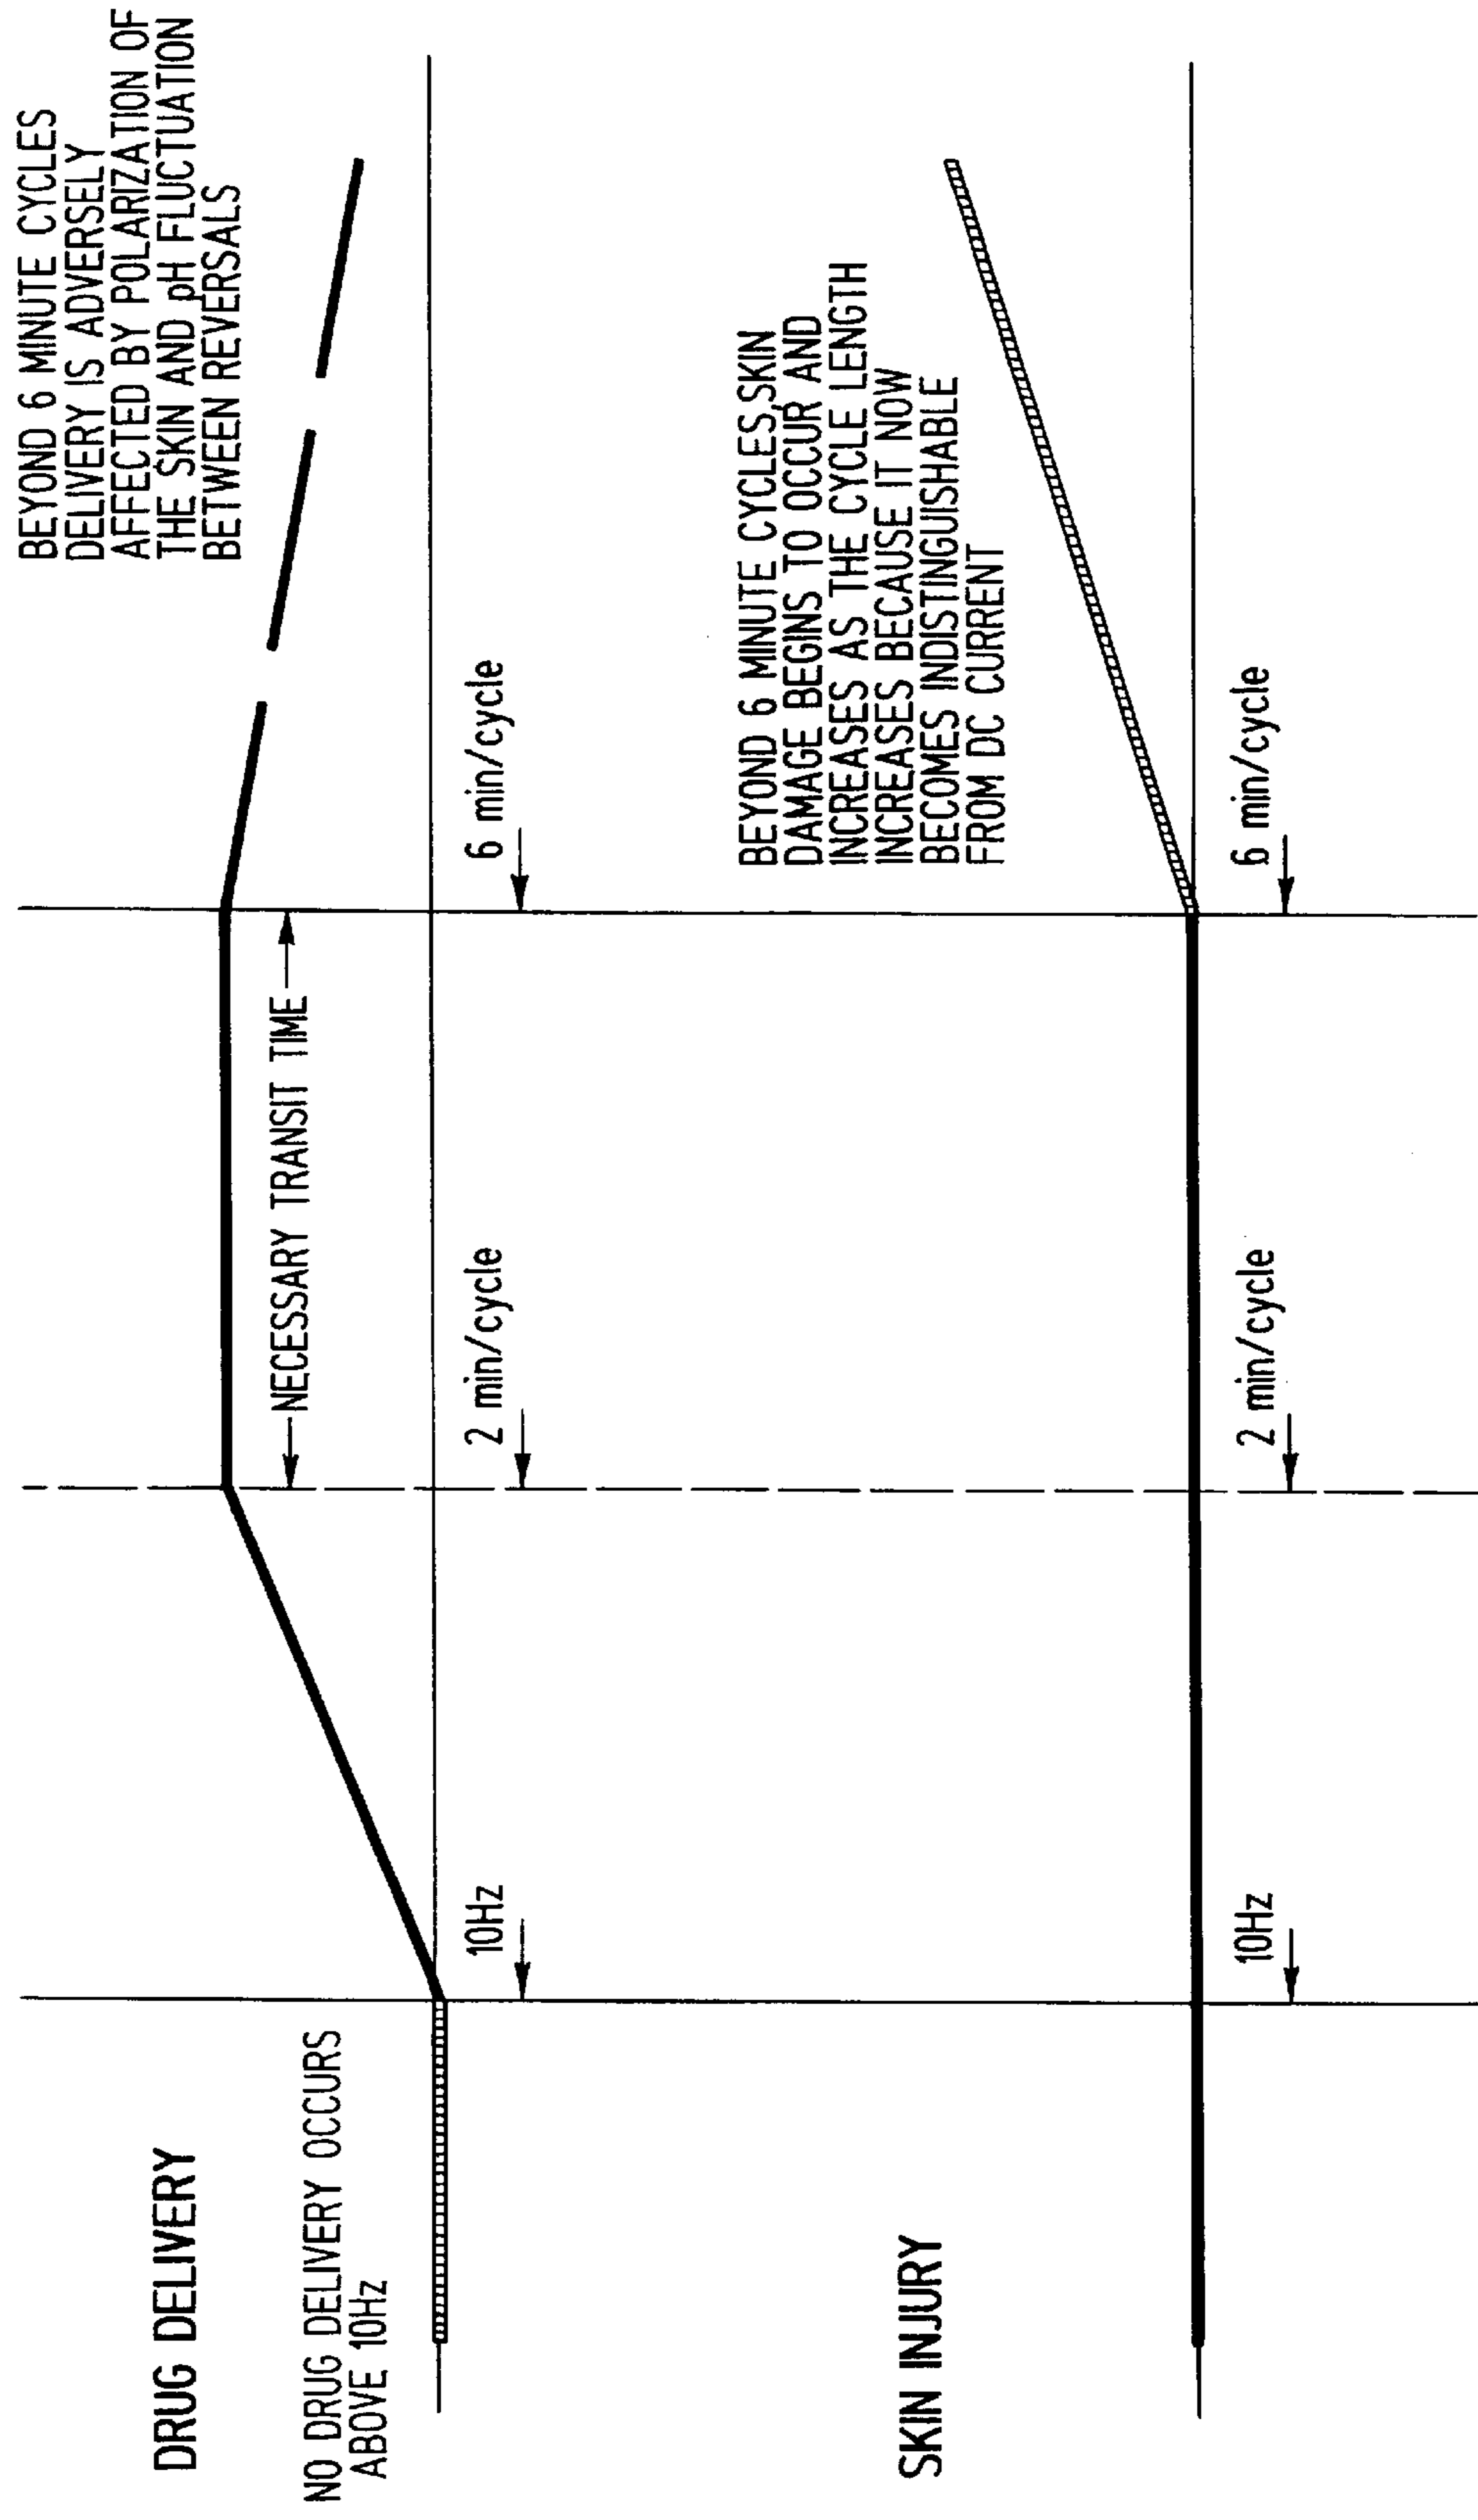 DRUG DELIVERY
NO DRUG DELIVERY OCCURS
ABOVE 10Hz
NECESSARY TRANSIT TIME
BEYOND 6 MINUTE CYCLES
DELIVERY IS ADVERSELY
AFFECTED BY POLARIZATION OF
THE SKIN AND pH FLUCTUATION
BETWEEN REVERSALS
10Hz
2 min/cycle
6 min/cycle
SKIN INJURY
BEYOND 6 MINUTE CYCLES SKIN
DAMAGE BEGINS TO OCCUR AND
INCREASES AS THE CYCLE LENGTH
INCREASES BECAUSE IT NOW
BECOMES INDISTINGUISHABLE
FROM DC CURRENT
10Hz
2 min/cycle
6 min/cycle